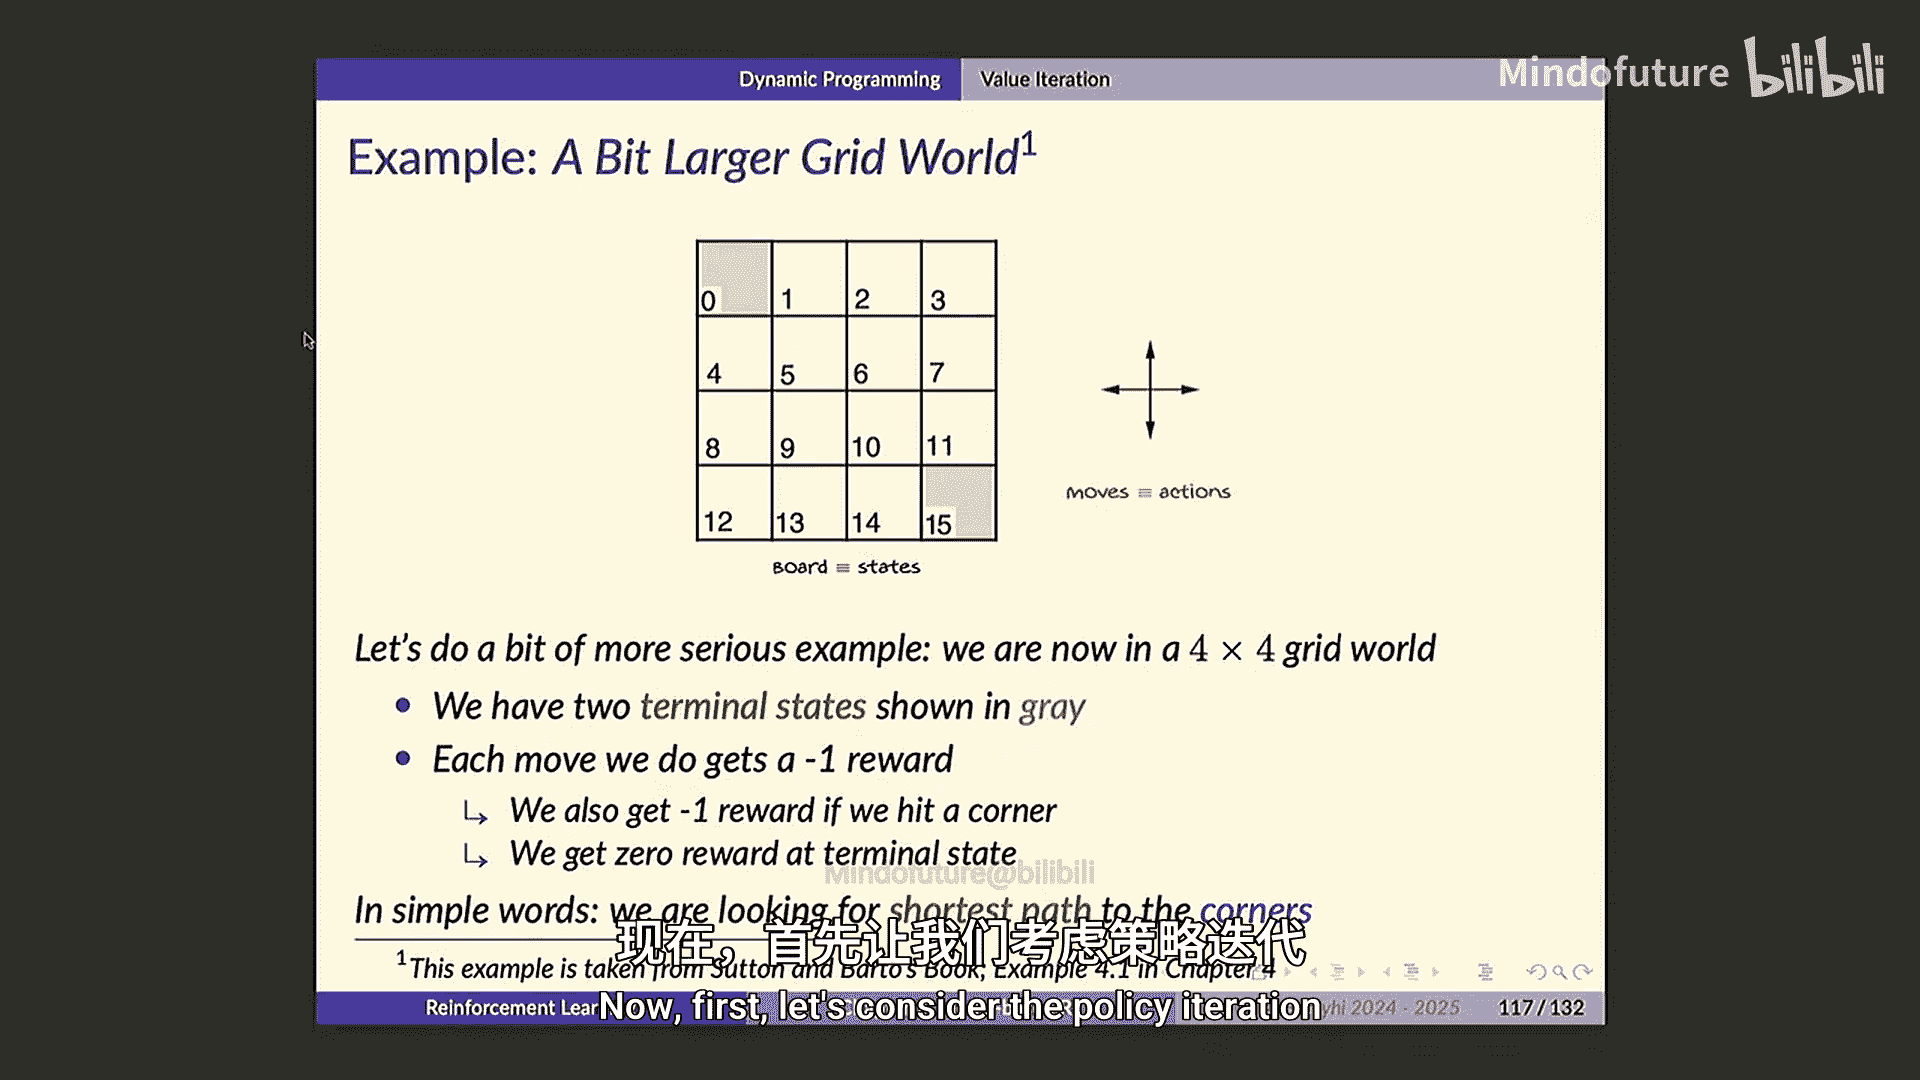 Mindofuture bilibili
Dynamic Programming Value Iteration
Example: A Bit Larger Grid World¹
0 1 2 3
4 5 6 7
8 9 10 11
12 13 14 15
moves ≡ actions
Board ≡ states
Let's do a bit of more serious example: we are now in a 4 × 4 grid world
• We have two terminal states shown in gray
• Each move we do gets a -1 reward
↳ We also get -1 reward if we hit a corner
↳ We get zero reward at terminal state
Mindofuture@bilibili
In simple words: we are looking for shortest path to the corners
现在，首先让我们考虑策略迭代
¹This example is taken from Sutton and Barto's Book; Example 4.1 in Chapter 4
Now, first, let's consider the policy iteration
Reinforcement Lear 2024 - 2025 117 / 132